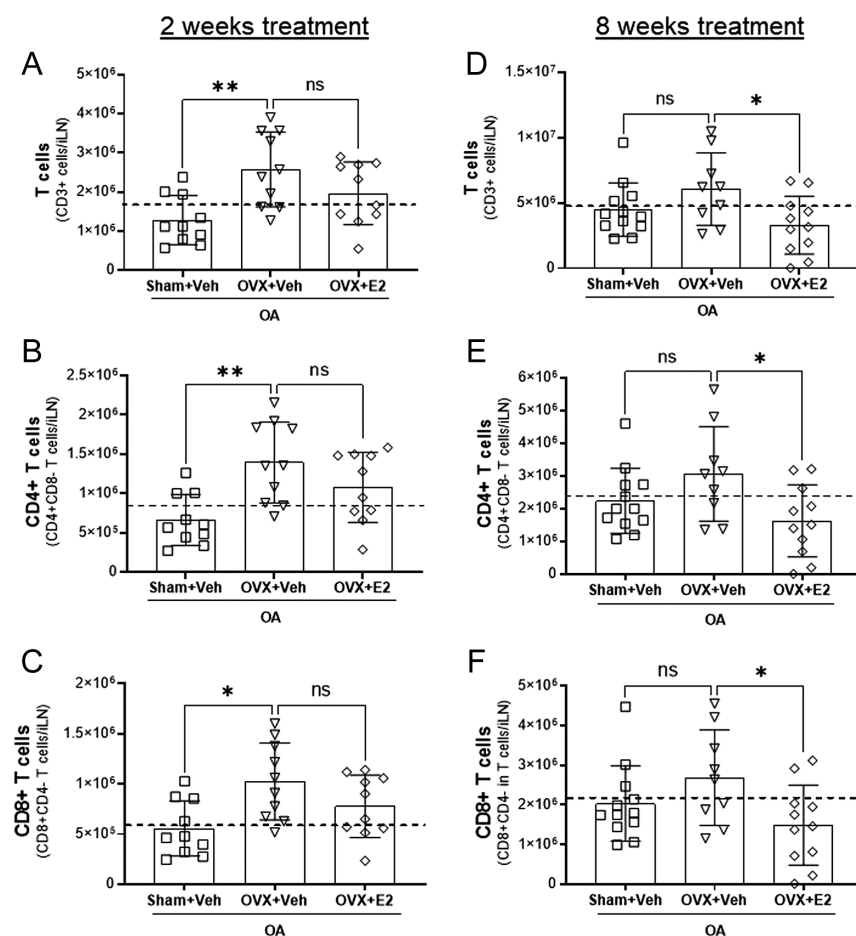 2 weeks treatment
8 weeks treatment
A
T cells
(CD3+ cells/iLN)
5×10⁶
4×10⁶
3×10⁶
2×10⁶
1×10⁶
0
**
ns
Sham+Veh OVX+Veh OVX+E2
OA
D
T cells
(CD3+ cells/iLN)
1.5×10⁷
1×10⁷
5×10⁶
0
ns
*
Sham+Veh OVX+Veh OVX+E2
OA
B
CD4+ T cells
(CD4+CD8- T cells/iLN)
2.5×10⁶
2×10⁶
1.5×10⁶
1×10⁶
5×10⁵
0
**
ns
Sham+Veh OVX+Veh OVX+E2
OA
E
CD4+ T cells
(CD4+CD8- T cells/iLN)
6×10⁶
5×10⁶
4×10⁶
3×10⁶
2×10⁶
1×10⁶
0
ns
*
Sham+Veh OVX+Veh OVX+E2
OA
C
CD8+ T cells
(CD8+CD4- T cells/iLN)
2×10⁶
1×10⁶
1×10⁶
5×10⁵
0
*
ns
Sham+Veh OVX+Veh OVX+E2
OA
F
CD8+ T cells
(CD8+CD4- in T cells/iLN)
5×10⁶
4×10⁶
3×10⁶
2×10⁶
1×10⁶
0
ns
*
Sham+Veh OVX+Veh OVX+E2
OA